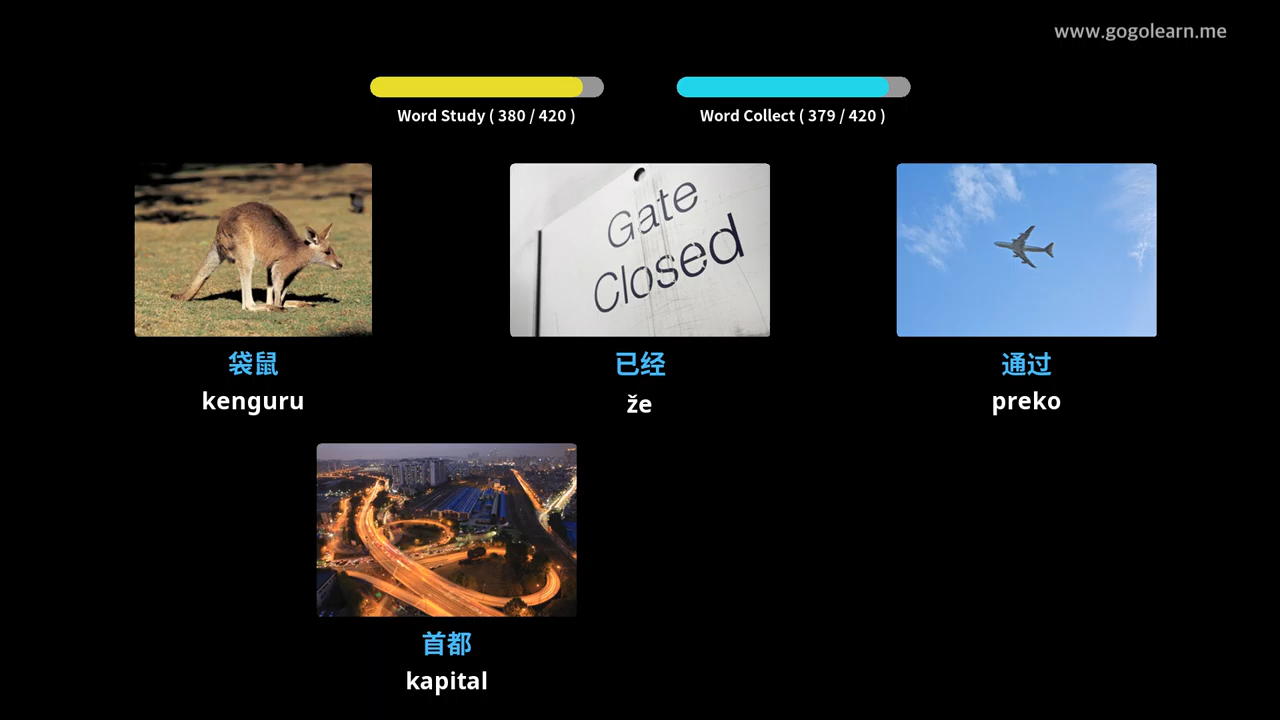 www.gogolearn.me
Word Study ( 380 / 420 )
Word Collect ( 379 / 420 )
Gate
Closed
袋鼠
已经
通过
kenguru
že
preko
首都
kapital